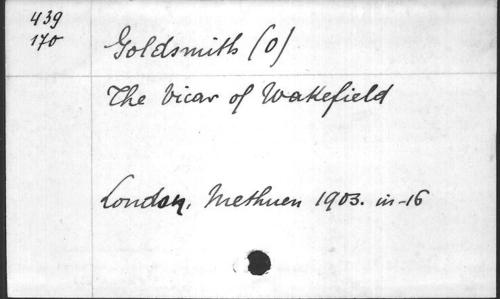 439
170
Goldsmith (O)
The Vicar of Wakefield
London, Methuen 1903. in-16